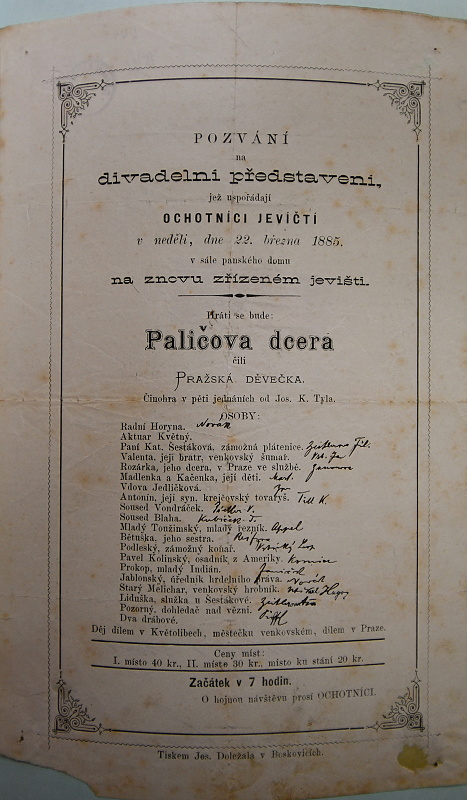 POZVÁNÍ
na
divadelní představení,
jež uspořádají
OCHOTNÍCI JEVÍČTÍ
v neděli, dne 22. března 1885.
v sále panského domu
na znovu zřízeném jevišti.
Hráti se bude:
Paličova dcera
čili
PRAŽSKÁ DĚVEČKA.
Činohra v pěti jednáních od Jos. K. Tyla.
OSOBY:
Radní Horyna. Novák
Aktuar Květný.
Paní Kat. Šestáková, zámožná plátenice.
Valenta, její bratr, venkovský šumař.
Rozárka, jeho dcera, v Praze ve službě.
Madlenka a Kačenka, její děti.
Vdova Jedličková.
Antonín, její syn, krejčovský tovaryš. Till K.
Soused Vondráček.
Soused Blaha.
Mladý Toužimský, mladý řezník. Appel
Bětuška, jeho sestra.
Podleský, zámožný koňař.
Pavel Kolínský, osadník z Ameriky.
Prokop, mladý Indián.
Jablonský, úředník hrdelního práva. Novák
Starý Melichar, venkovský hrobník.
Liduška, služka u Šestákové.
Pozorný, dohledač nad vězni.
Dva drábové.
Děj dílem v Květolibech, městečku venkovském, dílem v Praze.
Ceny míst:
I. místo 40 kr., II. místo 30 kr., místo ku stání 20 kr.
Začátek v 7 hodin.
O hojnou návštěvu prosí OCHOTNÍCI.
Tiskem Jos. Doležala v Boskovicích.